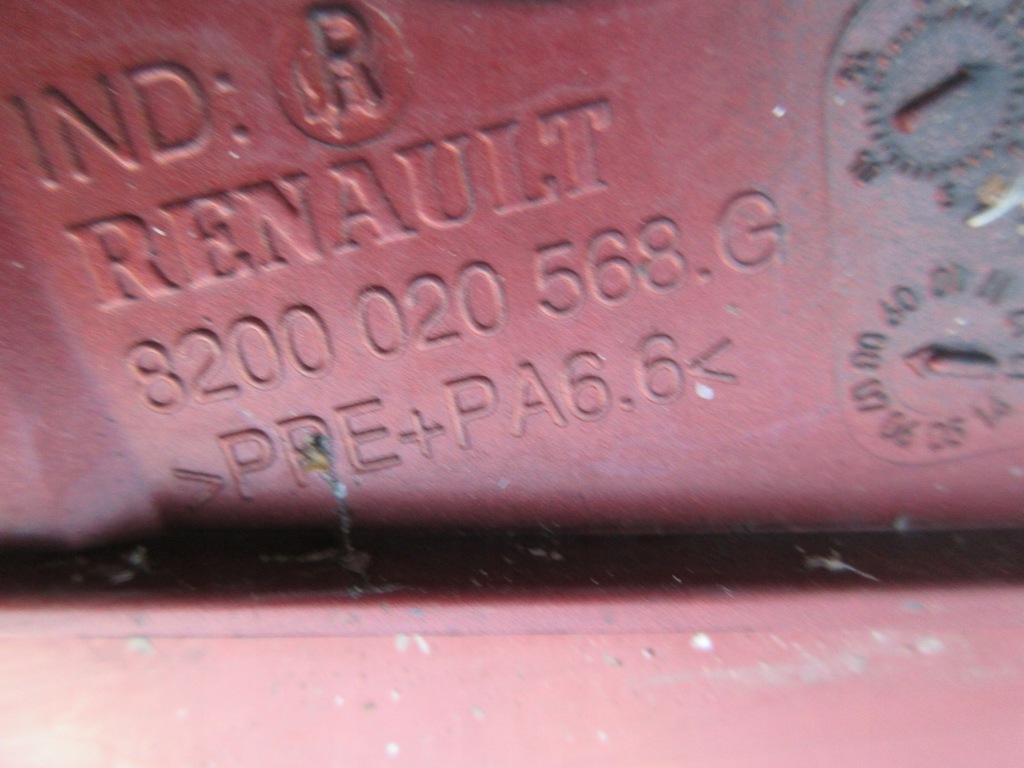 IND: R
RENAULT
8200 020 568.G
>PPE+PA6.6<